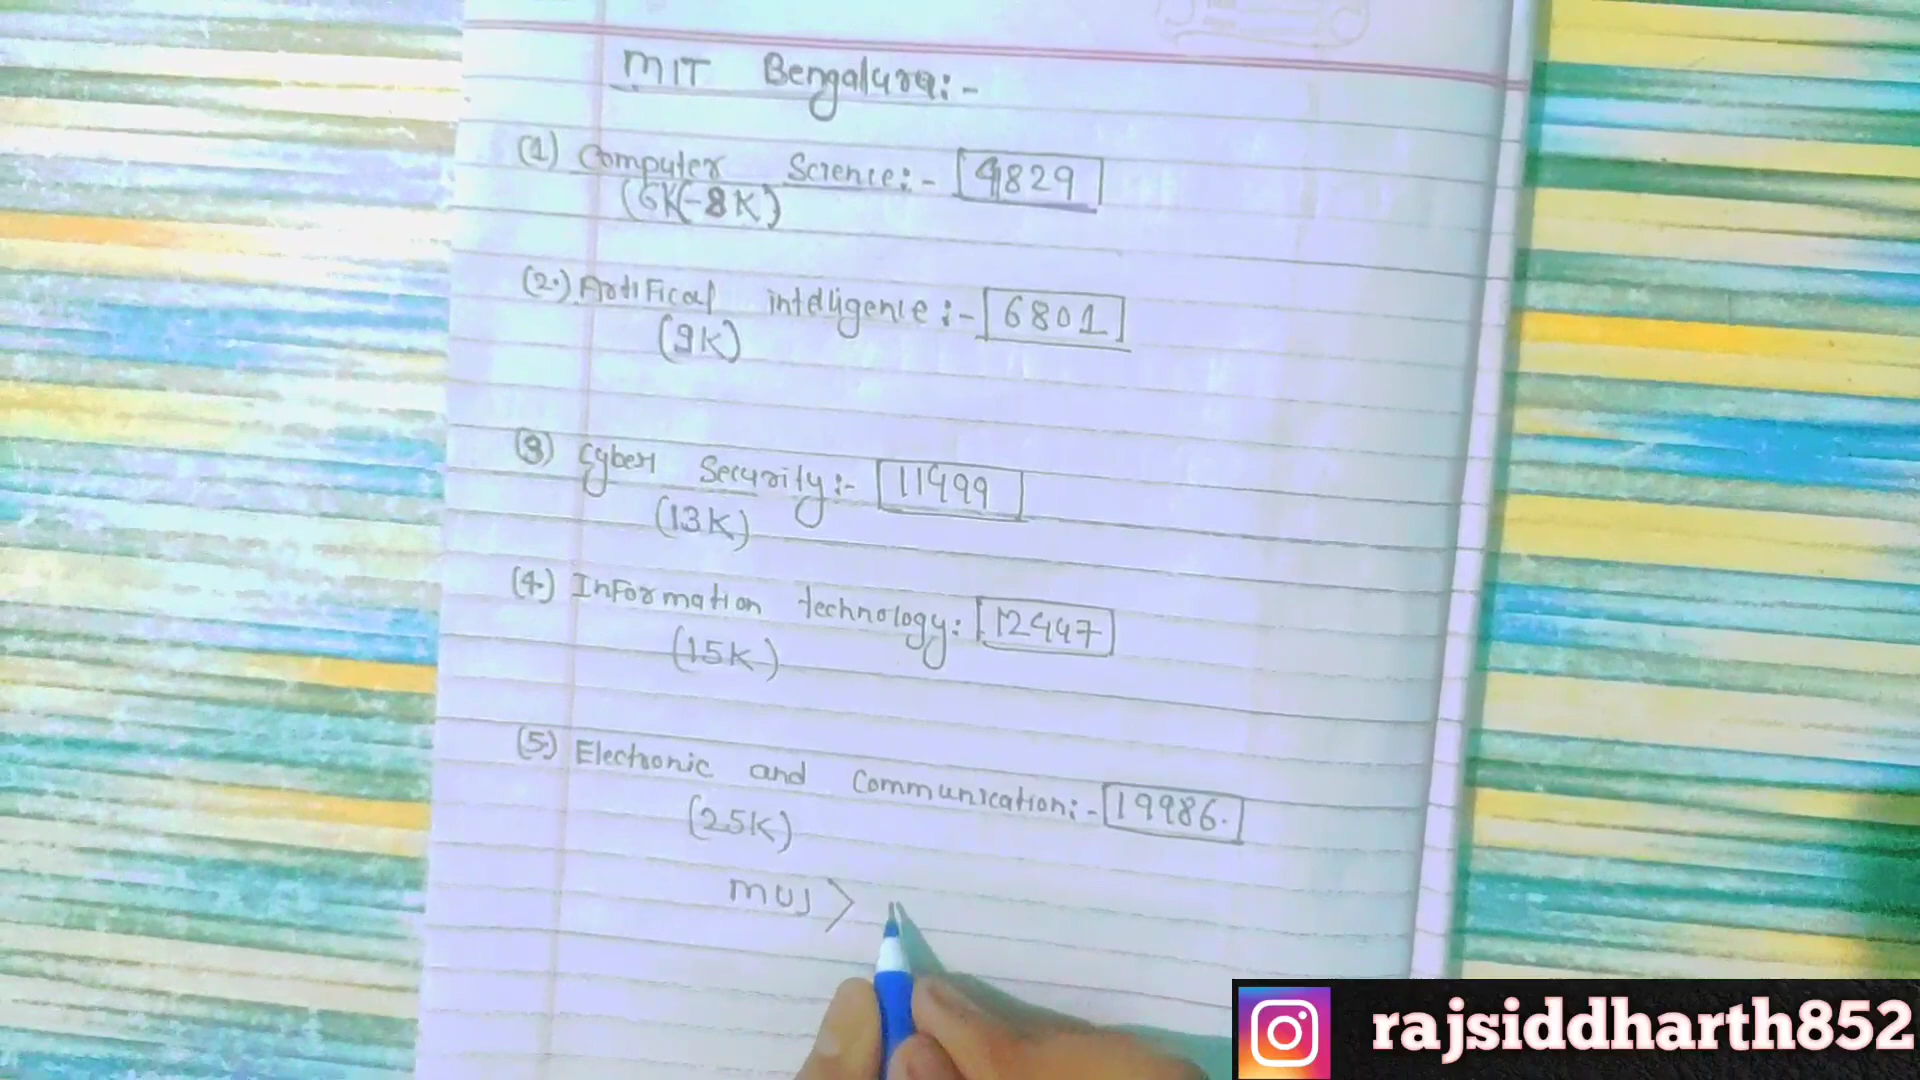 MIT Bengaluru:-
(1) Computer Science:- 4829
(6K-8K)
(2.) Artifical intelligence:- 6801
(9K)
(3) Cyber Security:- 11499
(13K)
(4.) Information technology: 12447
(15K)
(5.) Electronic and Communication:- 19986.
(25K)
MUJ >
rajsiddharth852